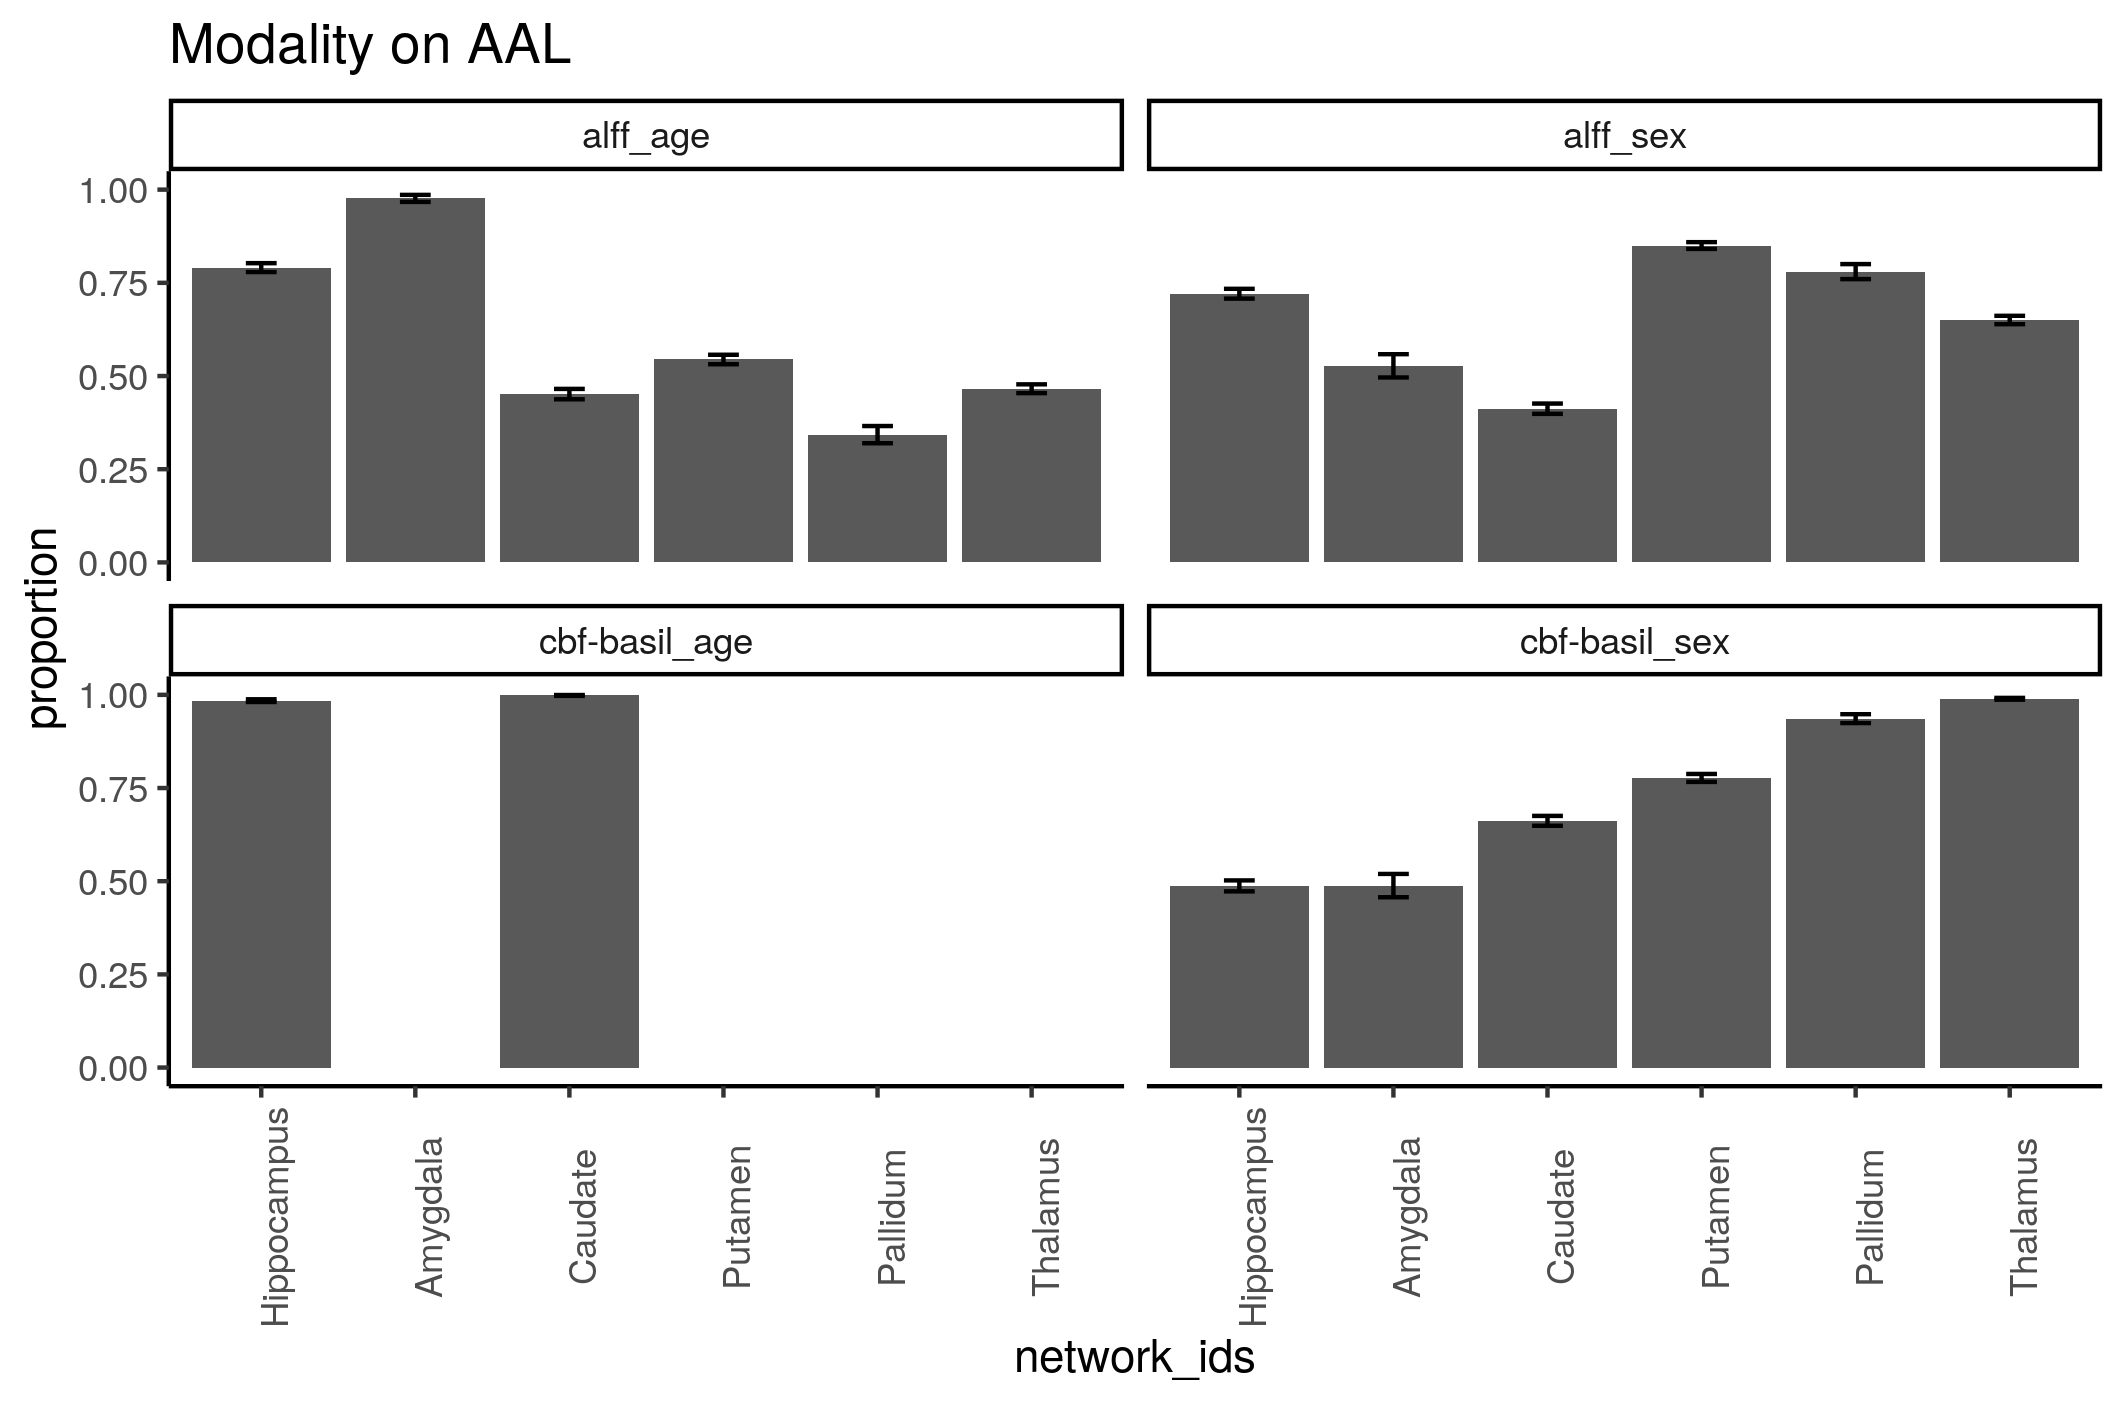 Modality on AAL
alff_age
alff_sex
1.00
0.75
0.50
0.25
0.00
cbf-basil_age
cbf-basil_sex
1.00
0.75
0.50
0.25
0.00
proportion
Hippocampus
Amygdala
Caudate
Putamen
Pallidum
Thalamus
Hippocampus
Amygdala
Caudate
Putamen
Pallidum
Thalamus
network_ids